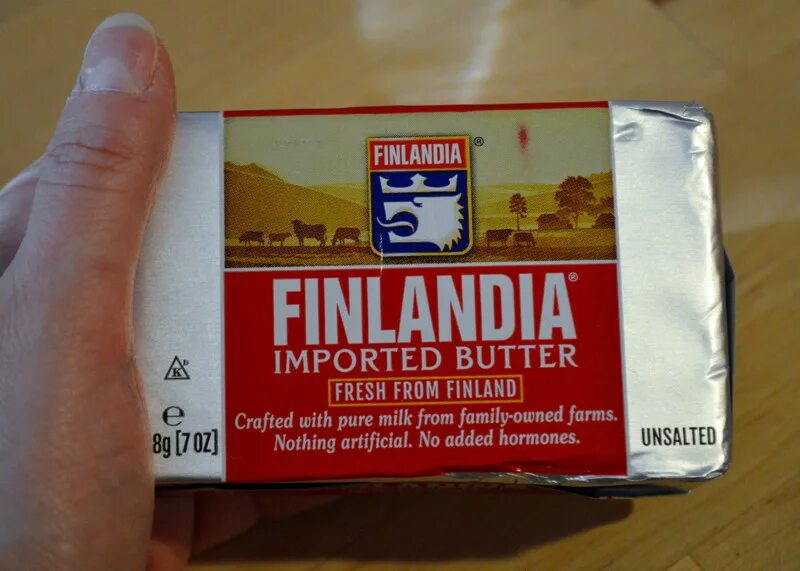 FINLANDIA ®
FINLANDIA®
IMPORTED BUTTER
FRESH FROM FINLAND
Crafted with pure milk from family-owned farms.
Nothing artificial. No added hormones.
K D
℮
8g [7 OZ]
UNSALTED